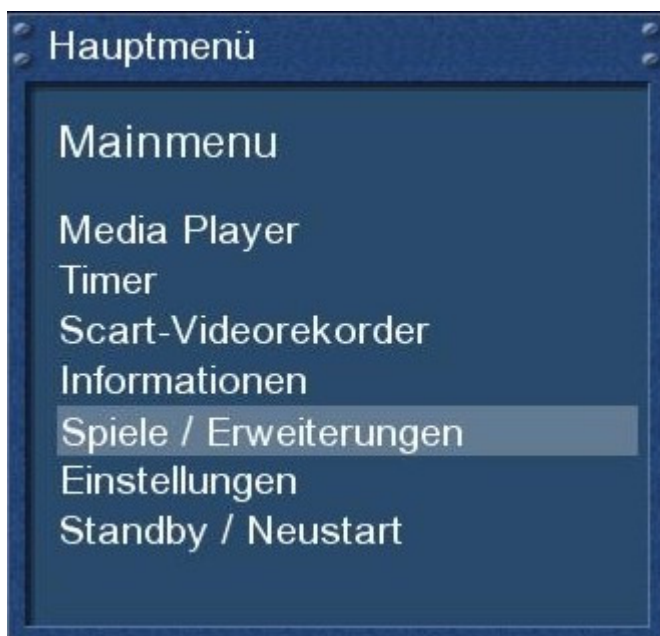 Hauptmenü
Mainmenu
Media Player
Timer
Scart-Videorekorder
Informationen
Spiele / Erweiterungen
Einstellungen
Standby / Neustart